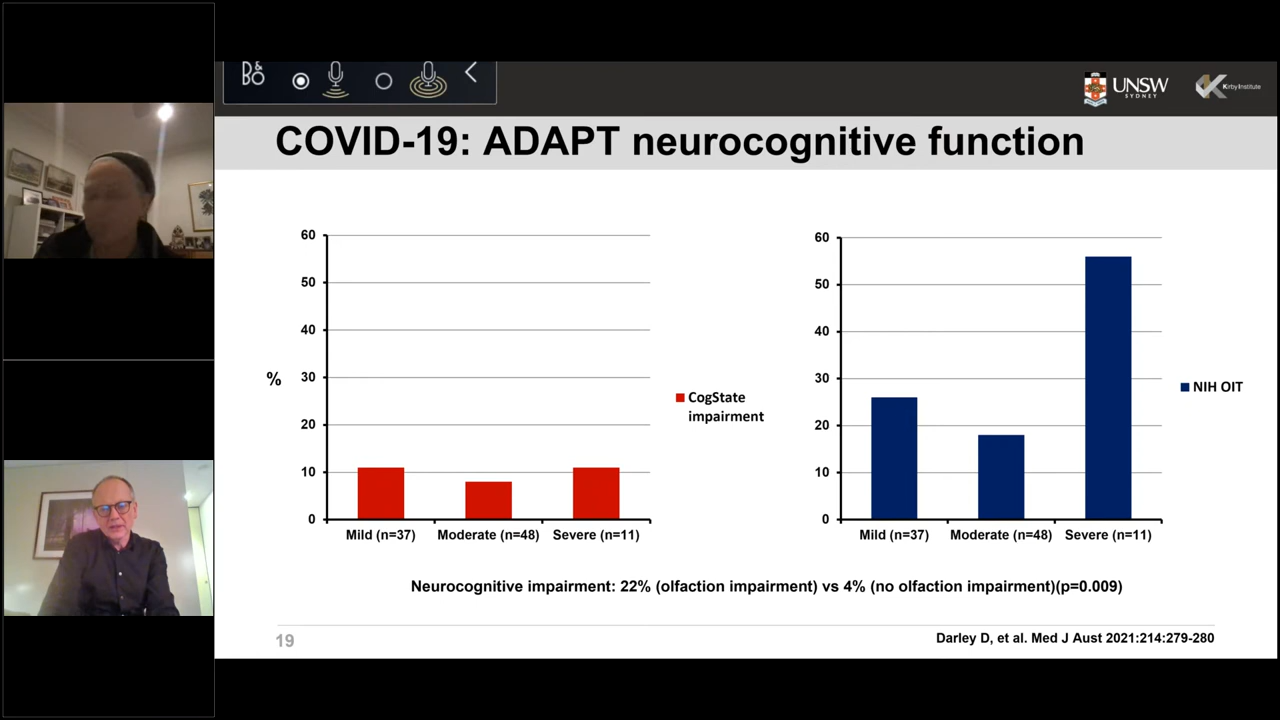 B&
BO
UNSW
SYDNEY
Kirby Institute
COVID-19: ADAPT neurocognitive function
60
50
40
30
20
10
0
%
Mild (n=37) Moderate (n=48) Severe (n=11)
CogState
impairment
60
50
40
30
20
10
0
Mild (n=37) Moderate (n=48) Severe (n=11)
NIH OIT
Neurocognitive impairment: 22% (olfaction impairment) vs 4% (no olfaction impairment)(p=0.009)
19
Darley D, et al. Med J Aust 2021:214:279-280